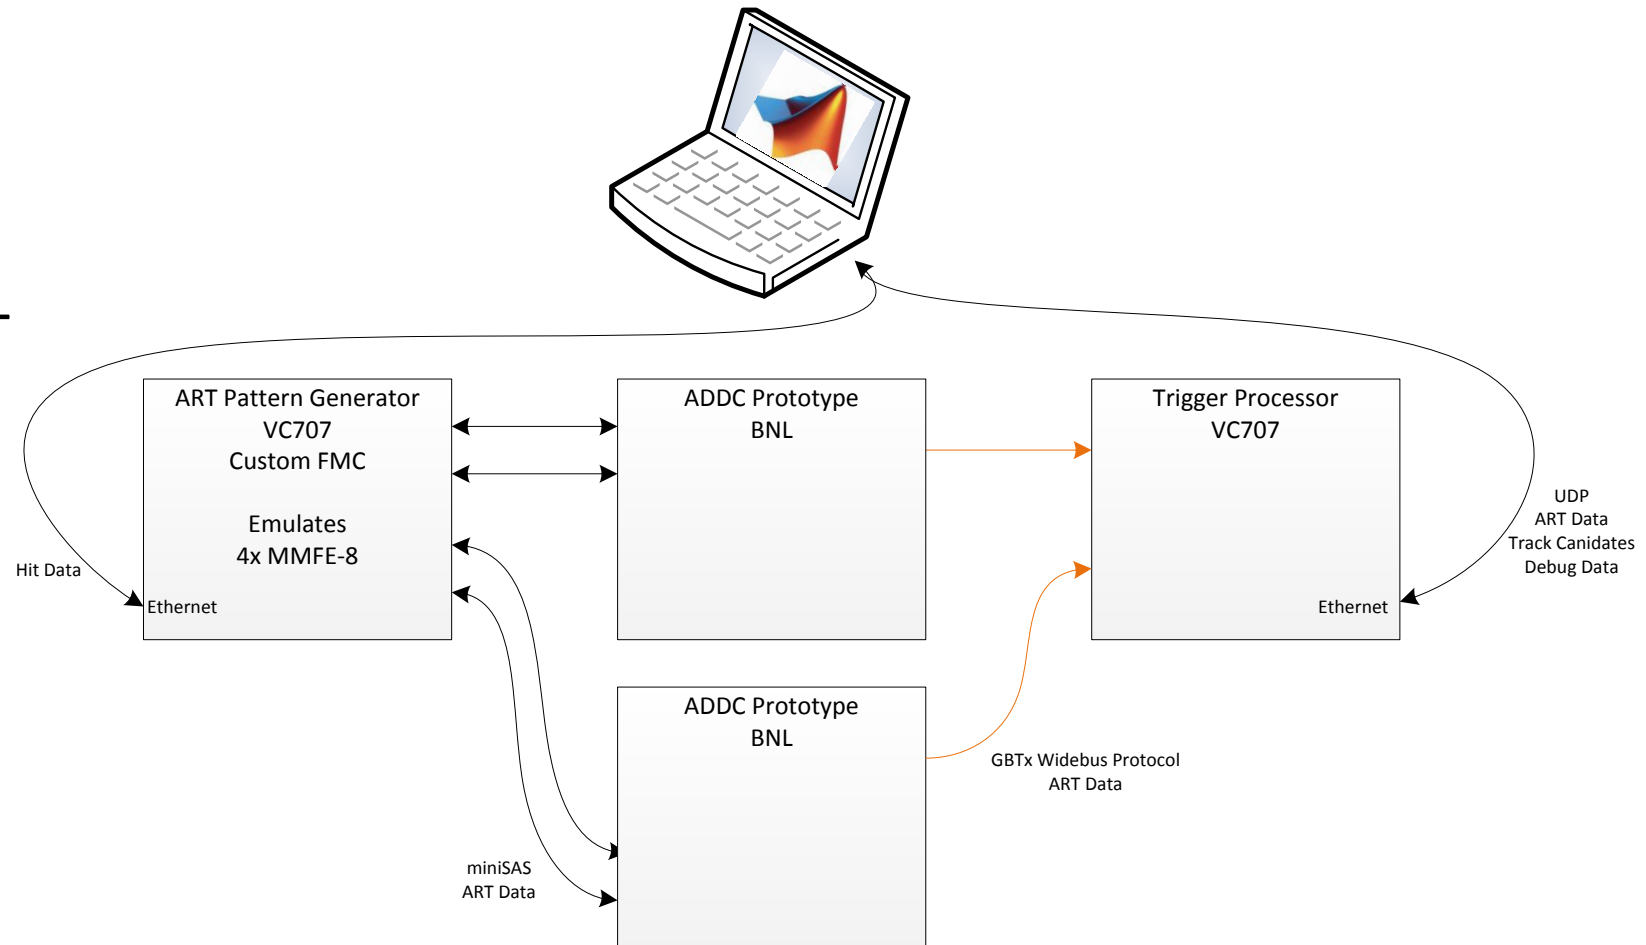 ART Pattern Generator
VC707
Custom FMC
Emulates
4x MMFE-8
Ethernet
Hit Data
ADDC Prototype
BNL
Trigger Processor
VC707
Ethernet
UDP
ART Data
Track Canidates
Debug Data
ADDC Prototype
BNL
GBTx Widebus Protocol
ART Data
miniSAS
ART Data